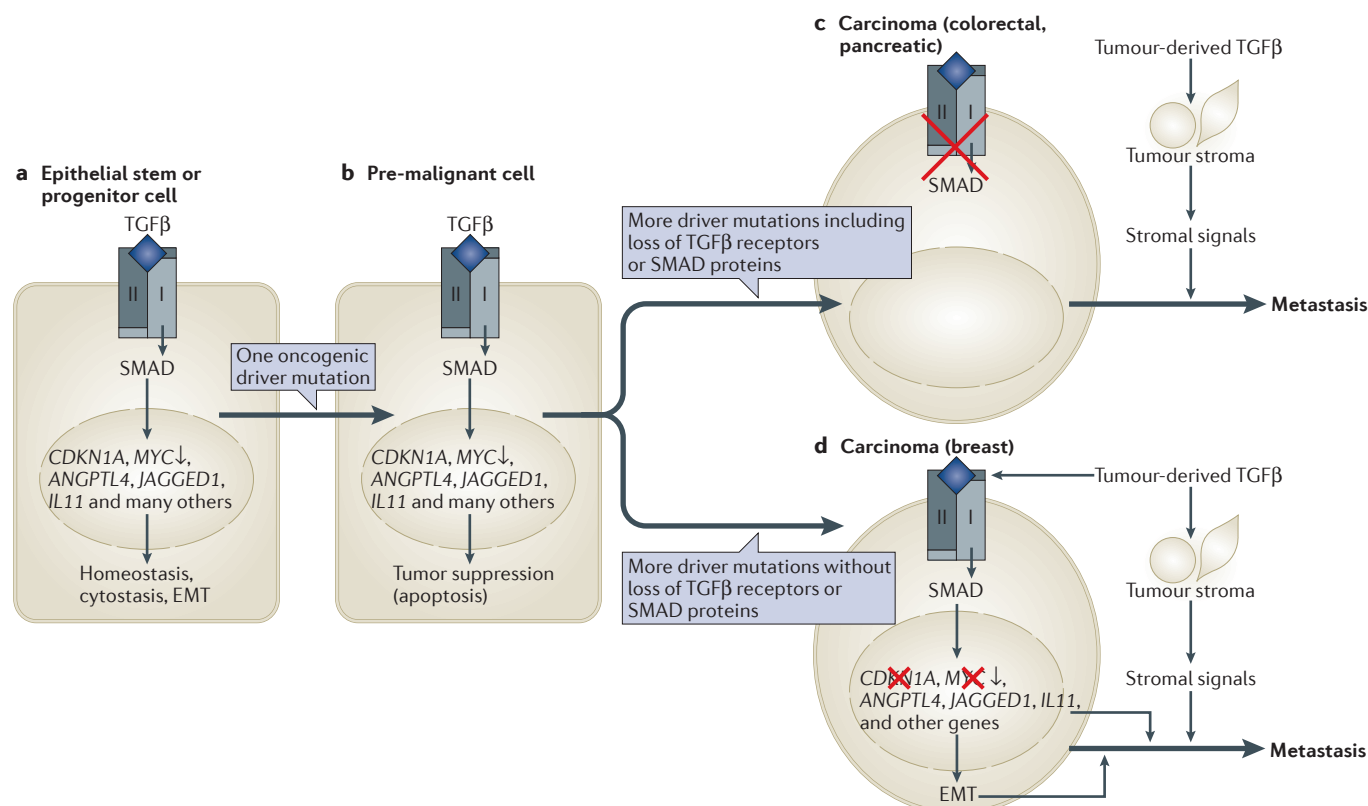 a Epithelial stem or
progenitor cell
TGFβ
II
I
SMAD
CDKN1A, MYC↓,
ANGPTL4, JAGGED1,
IL11 and many others
Homeostasis,
cytostasis, EMT
One oncogenic
driver mutation
b Pre-malignant cell
TGFβ
II
I
SMAD
CDKN1A, MYC↓,
ANGPTL4, JAGGED1,
IL11 and many others
Tumor suppression
(apoptosis)
More driver mutations including
loss of TGFβ receptors
or SMAD proteins
More driver mutations without
loss of TGFβ receptors or
SMAD proteins
c Carcinoma (colorectal,
pancreatic)
II
I
SMAD
Tumour-derived TGFβ
Tumour stroma
Stromal signals
Metastasis
d Carcinoma (breast)
II
I
SMAD
CDKN1A, MYC↓,
ANGPTL4, JAGGED1, IL11,
and other genes
EMT
Tumour-derived TGFβ
Tumour stroma
Stromal signals
Metastasis